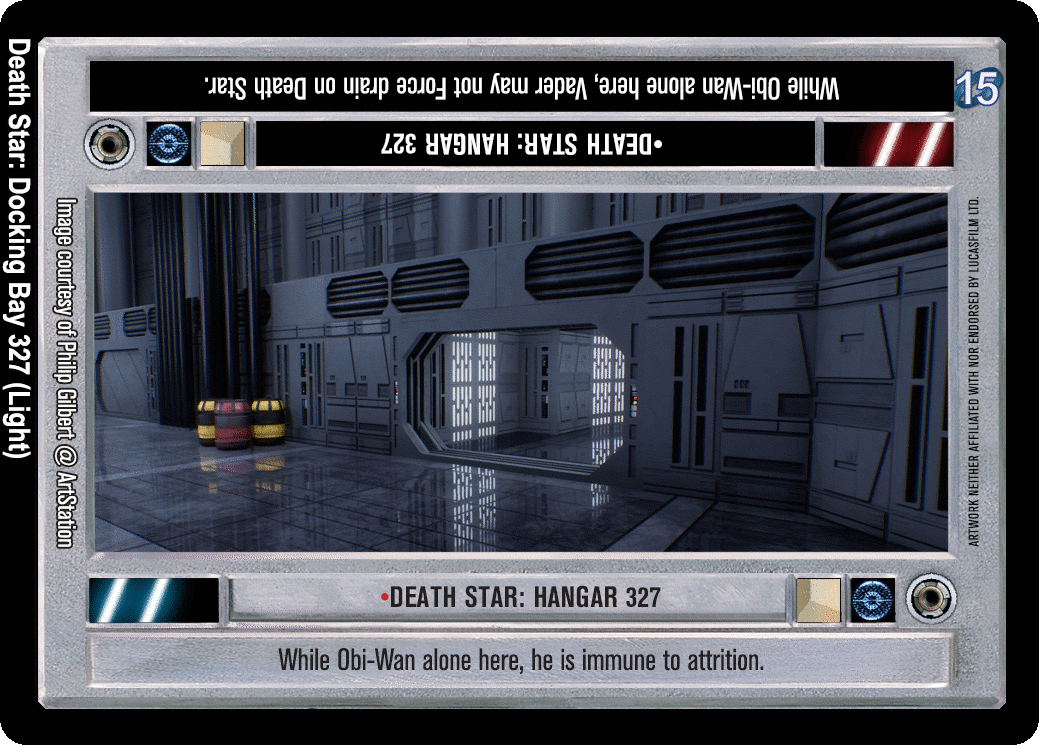 While Obi-Wan alone here, Vader may not Force drain on Death Star.
15
•DEATH STAR: HANGAR 327
Death Star: Docking Bay 327 (Light)
Image courtesy of Philip Gilbert @ ArtStation
ARTWORK NEITHER AFFILIATED WITH NOR ENDORSED BY LUCASFILM LTD.
•DEATH STAR: HANGAR 327
While Obi-Wan alone here, he is immune to attrition.